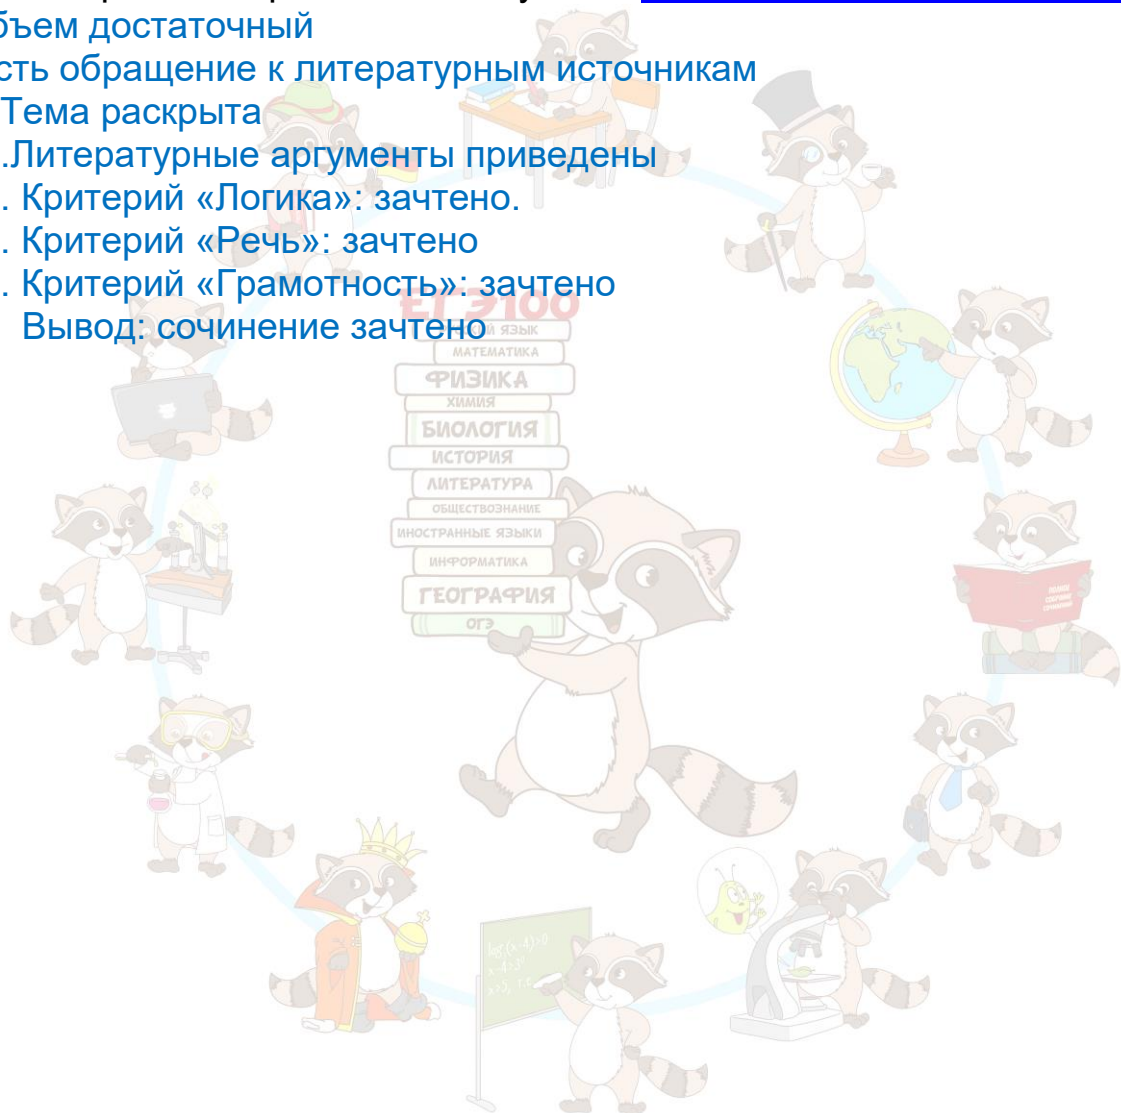 бъем достаточный
сть обращение к литературным источникам
Тема раскрыта
.Литературные аргументы приведены
. Критерий «Логика»: зачтено.
. Критерий «Речь»: зачтено
. Критерий «Грамотность»: зачтено
Вывод: сочинение зачтено
ЕГЭ100
ЯЗЫК
МАТЕМАТИКА
ФИЗИКА
ХИМИЯ
БИОЛОГИЯ
ИСТОРИЯ
ЛИТЕРАТУРА
ОБЩЕСТВОЗНАНИЕ
ИНОСТРАННЫЕ ЯЗЫКИ
ИНФОРМАТИКА
ГЕОГРАФИЯ
ОГЭ